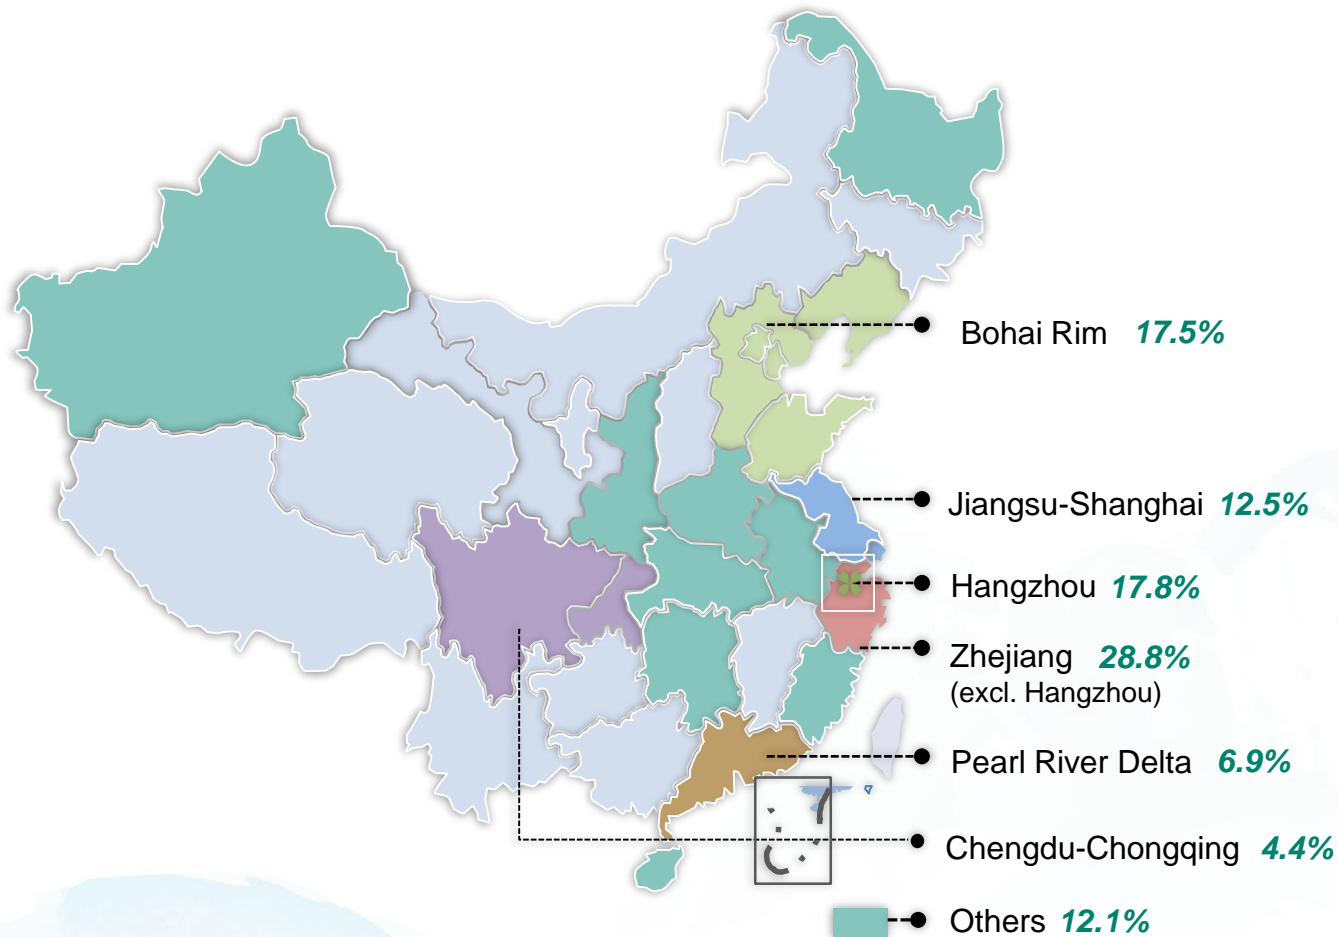 Bohai Rim 17.5%
Jiangsu-Shanghai 12.5%
Hangzhou 17.8%
Zhejiang 28.8%
(excl. Hangzhou)
Pearl River Delta 6.9%
Chengdu-Chongqing 4.4%
Others 12.1%